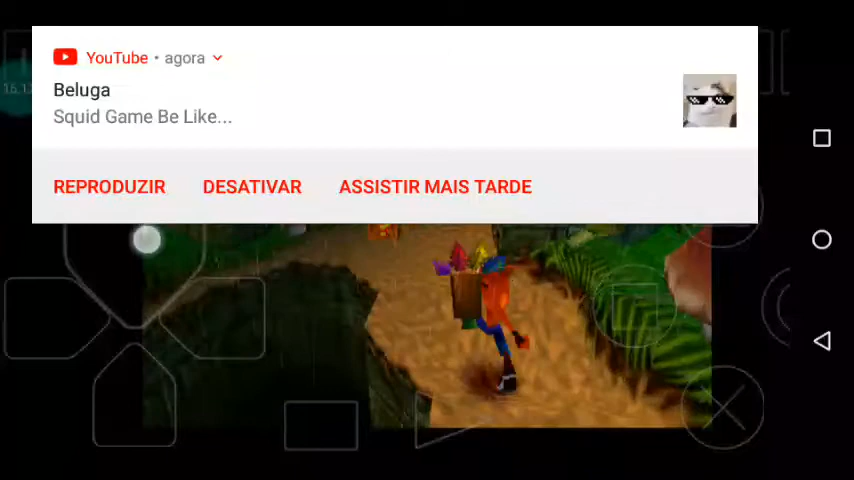 YouTube • agora
Beluga
Squid Game Be Like...
REPRODUZIR DESATIVAR ASSISTIR MAIS TARDE